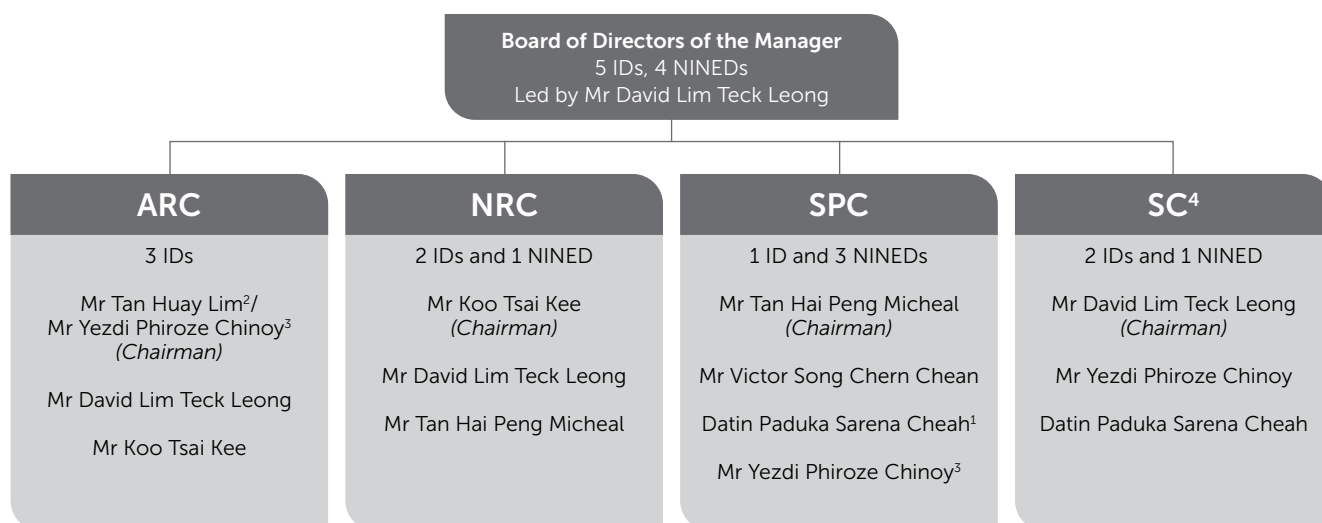 Board of Directors of the Manager
5 IDs, 4 NINEDs
Led by Mr David Lim Teck Leong
ARC
3 IDs
Mr Tan Huay Lim²/
Mr Yezdi Phiroze Chinoy³
(Chairman)
Mr David Lim Teck Leong
Mr Koo Tsai Kee
NRC
2 IDs and 1 NINED
Mr Koo Tsai Kee
(Chairman)
Mr David Lim Teck Leong
Mr Tan Hai Peng Micheal
SPC
1 ID and 3 NINEDs
Mr Tan Hai Peng Micheal
(Chairman)
Mr Victor Song Chern Chean
Datin Paduka Sarena Cheah¹
Mr Yezdi Phiroze Chinoy³
SC⁴
2 IDs and 1 NINED
Mr David Lim Teck Leong
(Chairman)
Mr Yezdi Phiroze Chinoy
Datin Paduka Sarena Cheah